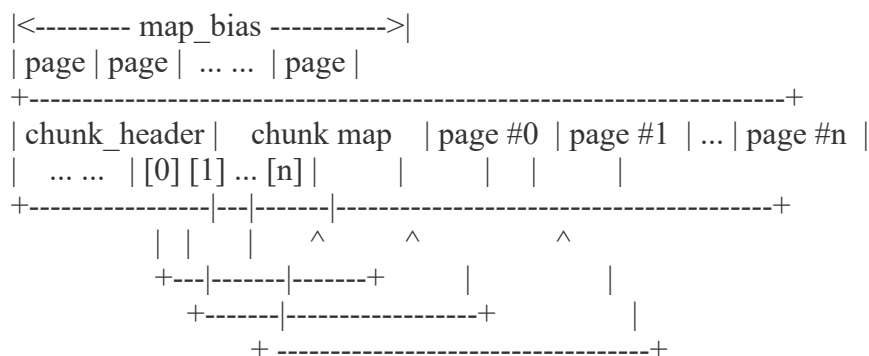 |<--------- map_bias ----------->|
| page | page | ... ... | page |
+-----------------------------------------------------------------------+
| chunk_header | chunk map | page #0 | page #1 | ... | page #n |
| ... ... | [0] [1] ... [n] | | | | |
+-----------------|---|-------|-----------------------------------------+
| | | ^ ^ ^
+---|-------|-------+ | |
+-------|------------------+ |
+ -----------------------------------+